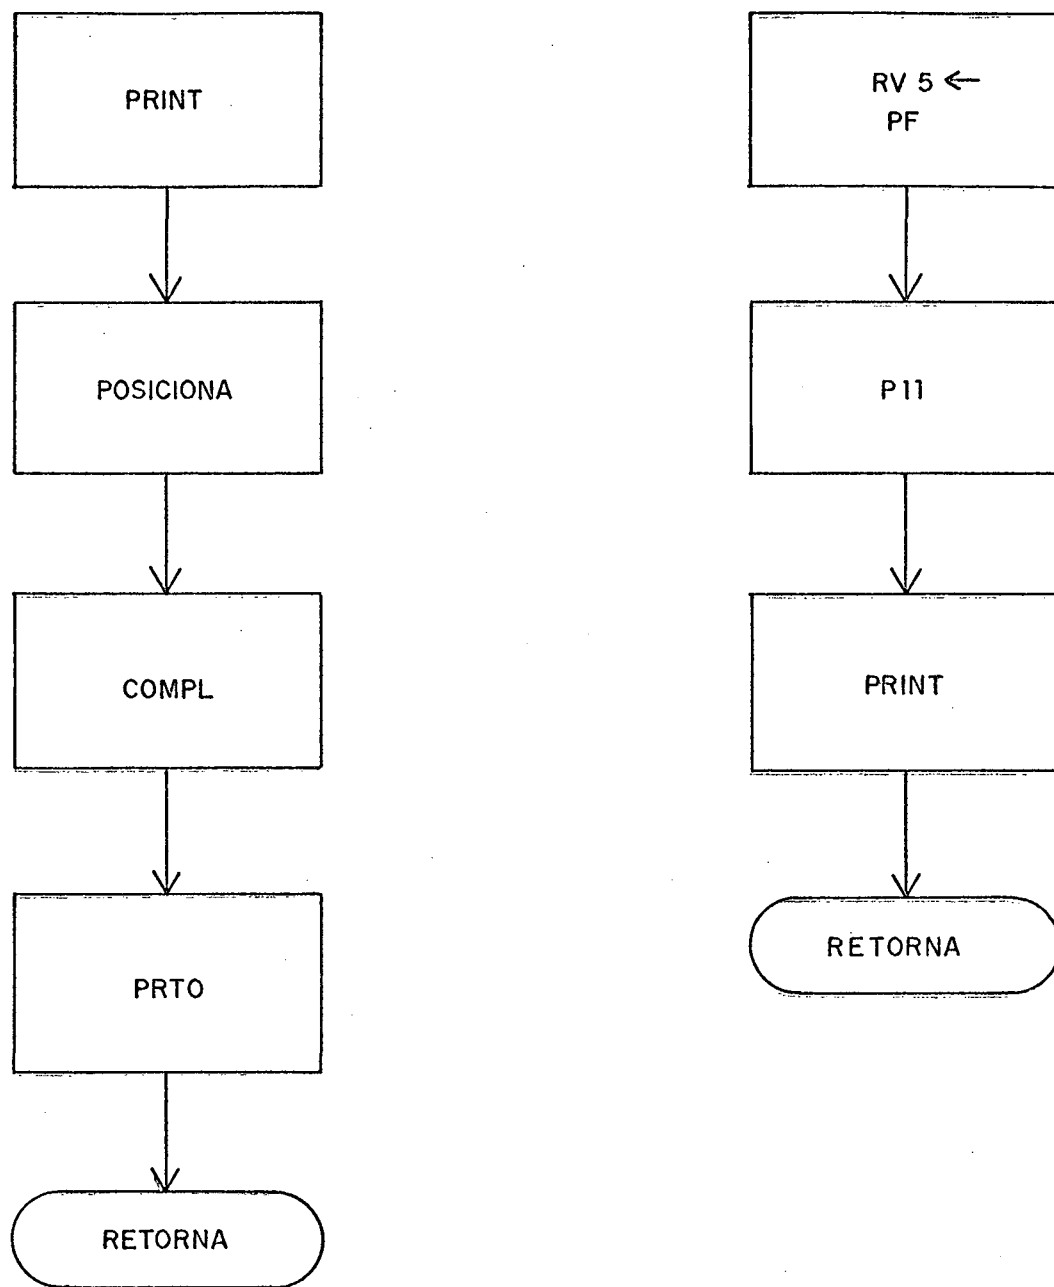 PRINT
POSICIONA
COMPL
PRTO
RETORNA
RV 5 ←
PF
P11
PRINT
RETORNA